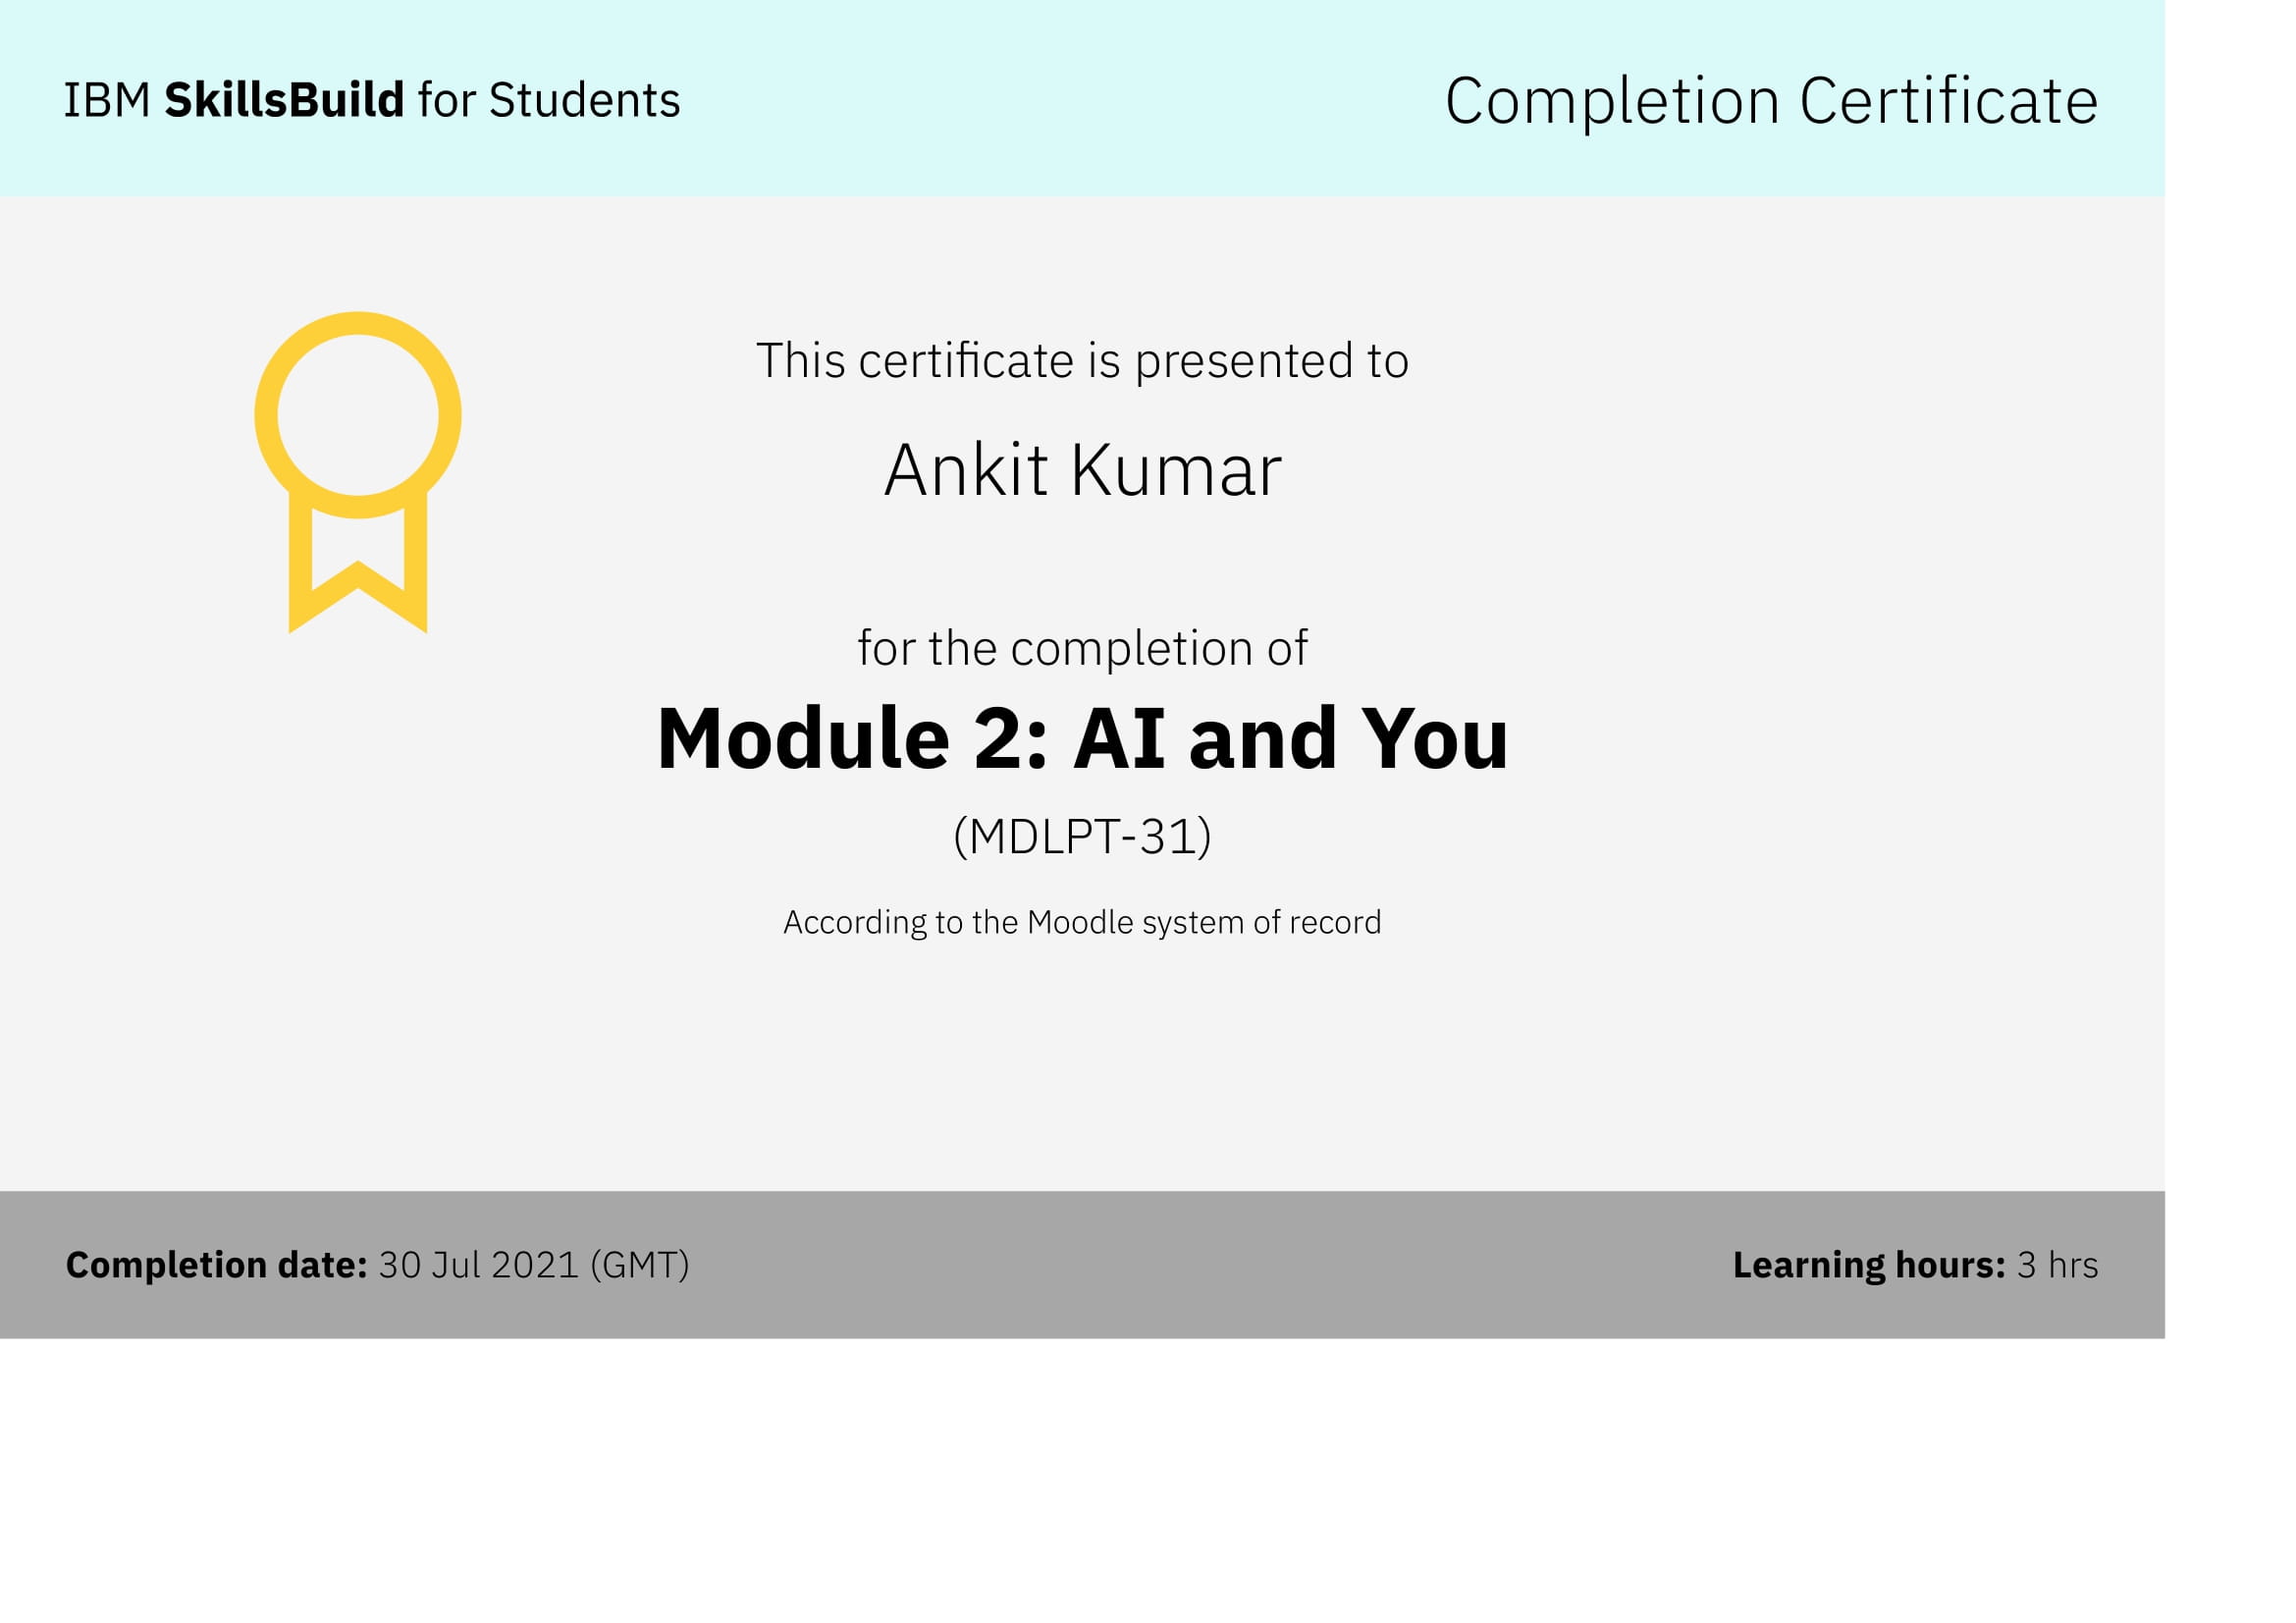 IBM SkillsBuild for Students
Completion Certificate
This certificate is presented to
Ankit Kumar
for the completion of
Module 2: AI and You
(MDLPT-31)
According to the Moodle system of record
Completion date: 30 Jul 2021 (GMT)
Learning hours: 3 hrs